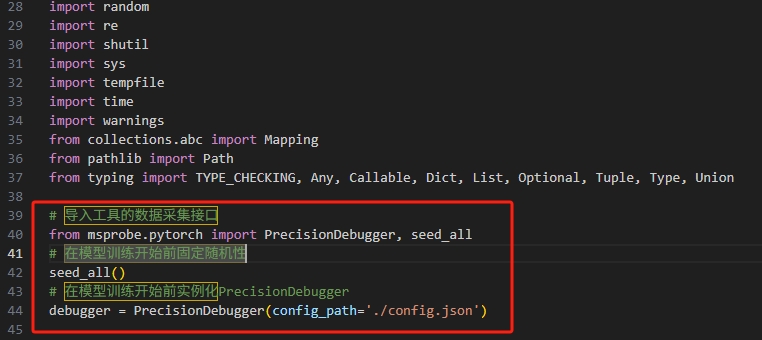 28 import random
29 import re
30 import shutil
31 import sys
32 import tempfile
33 import time
34 import warnings
35 from collections.abc import Mapping
36 from pathlib import Path
37 from typing import TYPE_CHECKING, Any, Callable, Dict, List, Optional, Tuple, Type, Union
38
39 # 导入工具的数据采集接口
40 from msprobe.pytorch import PrecisionDebugger, seed_all
41 # 在模型训练开始前固定随机性
42 seed_all()
43 # 在模型训练开始前实例化PrecisionDebugger
44 debugger = PrecisionDebugger(config_path='./config.json')
45